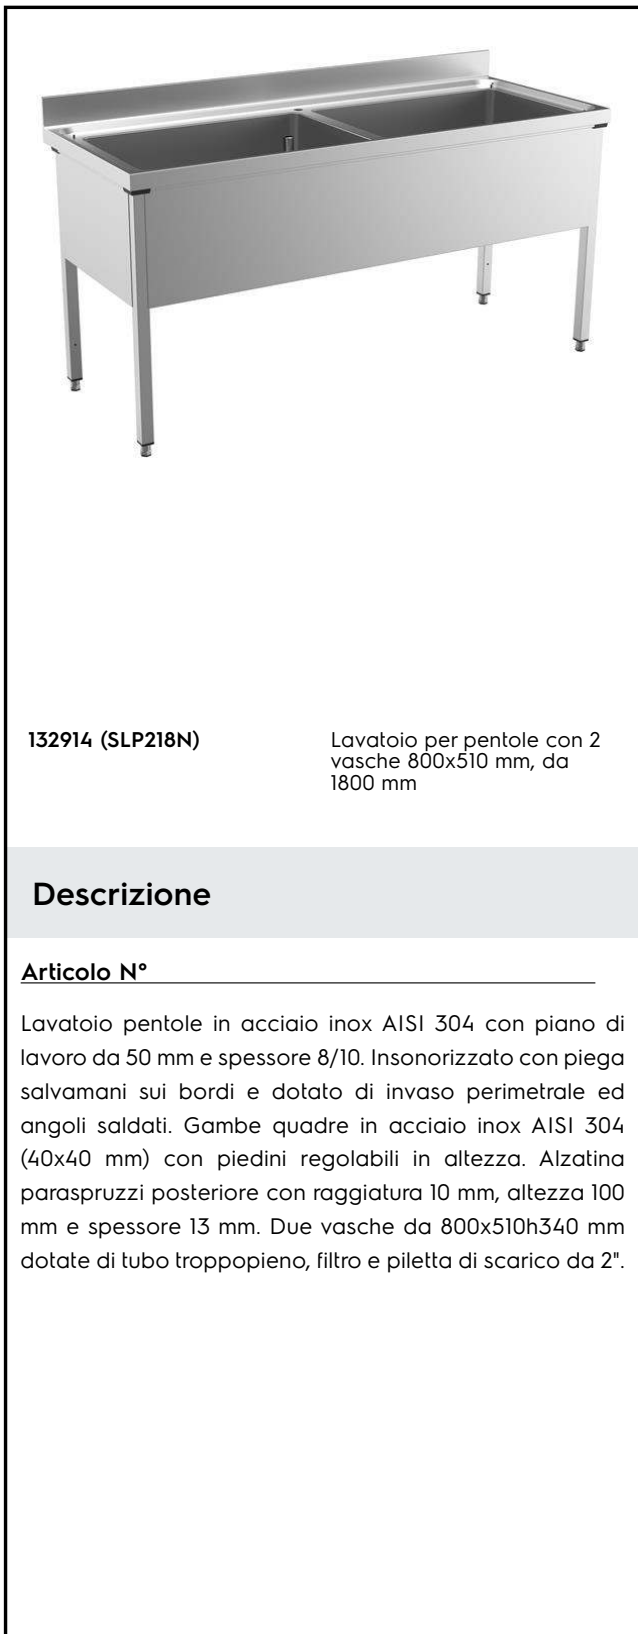 132914 (SLP218N)
Lavatoio per pentole con 2
vasche 800x510 mm, da
1800 mm
Descrizione
Articolo N°
Lavatoio pentole in acciaio inox AISI 304 con piano di
lavoro da 50 mm e spessore 8/10. Insonorizzato con piega
salvamani sui bordi e dotato di invaso perimetrale ed
angoli saldati. Gambe quadre in acciaio inox AISI 304
(40x40 mm) con piedini regolabili in altezza. Alzatina
paraspruzzi posteriore con raggiatura 10 mm, altezza 100
mm e spessore 13 mm. Due vasche da 800x510h340 mm
dotate di tubo troppopieno, filtro e piletta di scarico da 2".